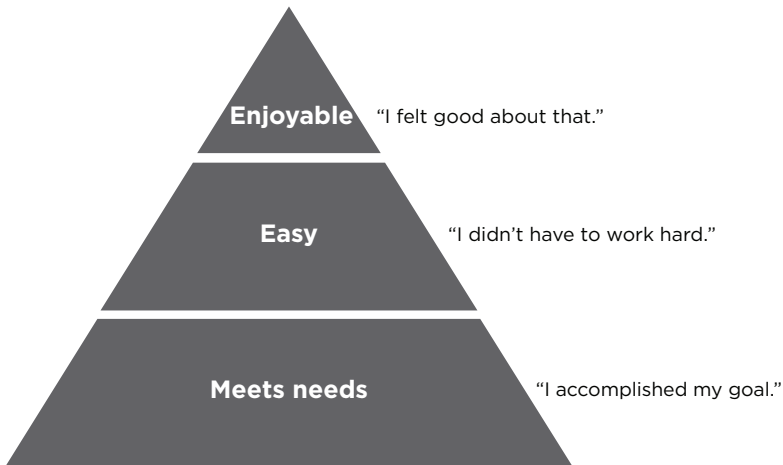 Enjoyable “I felt good about that.”
Easy “I didn’t have to work hard.”
Meets needs “I accomplished my goal.”